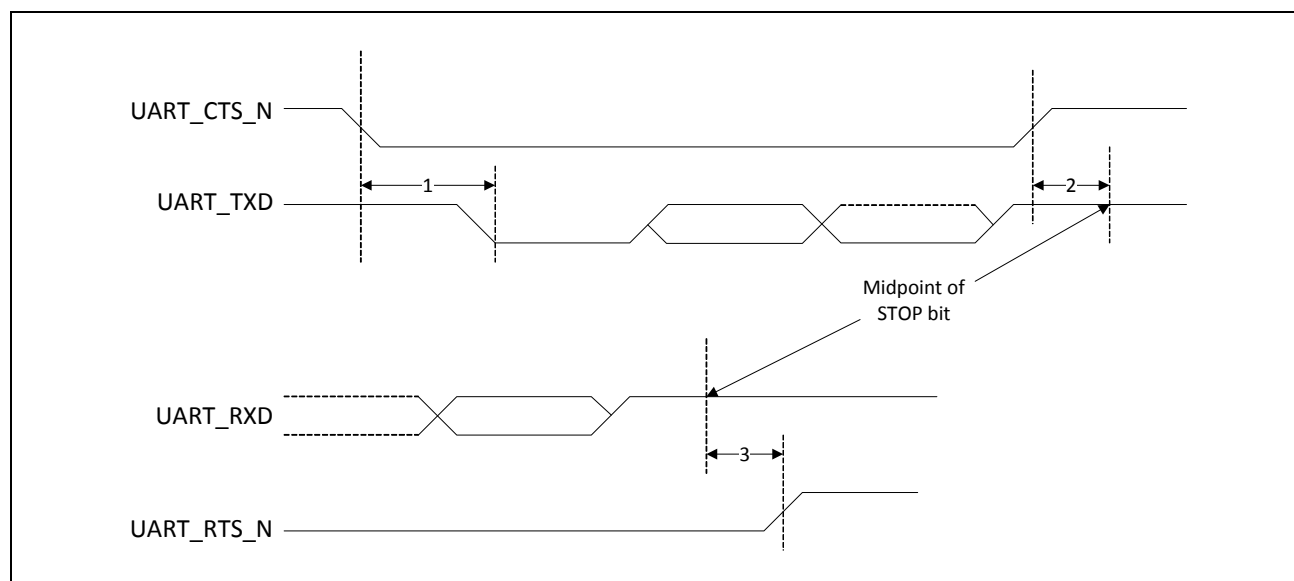 UART_CTS_N
1
2
UART_TXD
Midpoint of
STOP bit
UART_RXD
3
UART_RTS_N